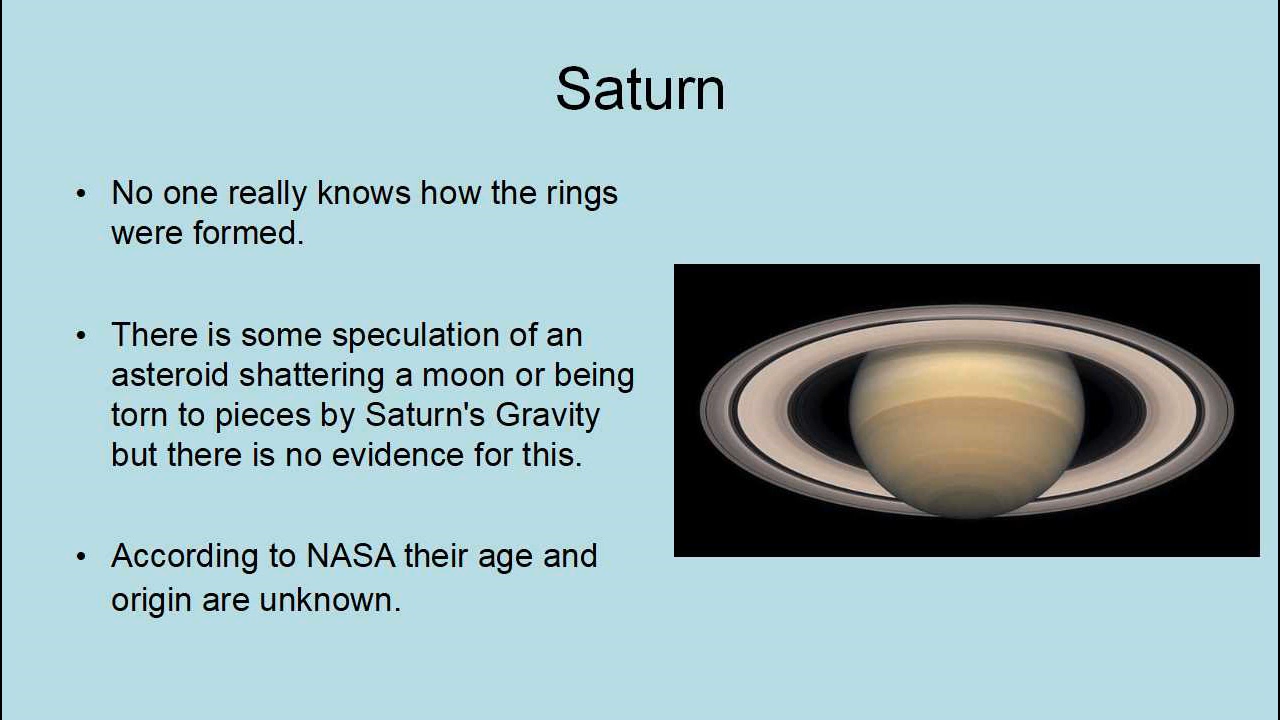 Saturn
• No one really knows how the rings
were formed.
• There is some speculation of an
asteroid shattering a moon or being
torn to pieces by Saturn's Gravity
but there is no evidence for this.
• According to NASA their age and
origin are unknown.